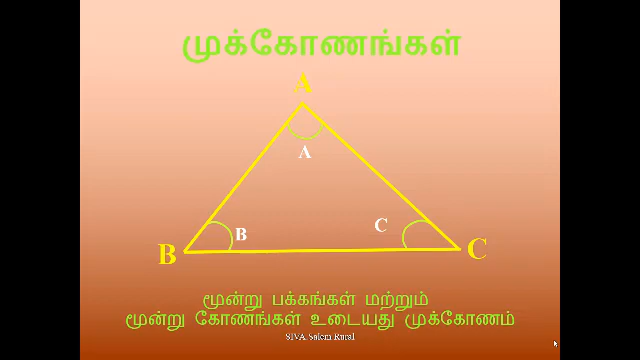 முக்கோணங்கள்
A
A
B
C
B
C
மூன்று பக்கங்கள் மற்றும்
மூன்று கோணங்கள் உடையது முக்கோணம்
SIVA Salem Rural